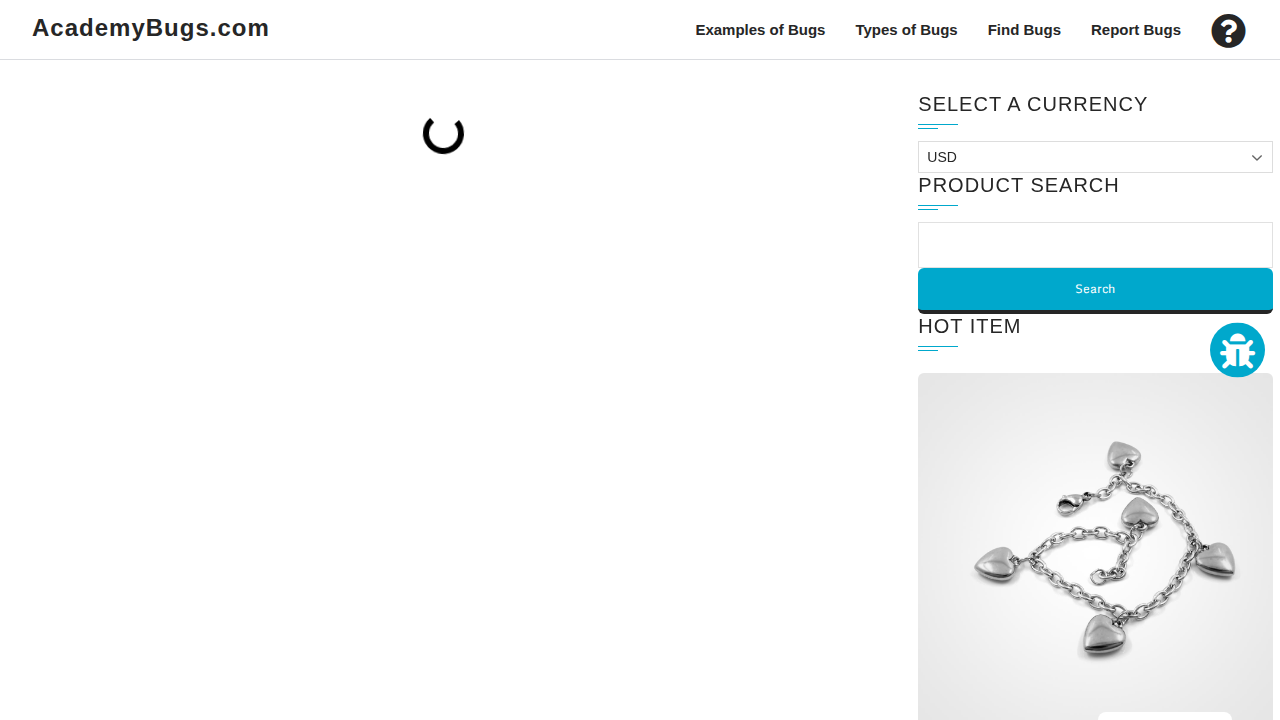 AcademyBugs.com
Examples of Bugs
Types of Bugs
Find Bugs
Report Bugs
SELECT A CURRENCY
USD
PRODUCT SEARCH
Search
HOT ITEM